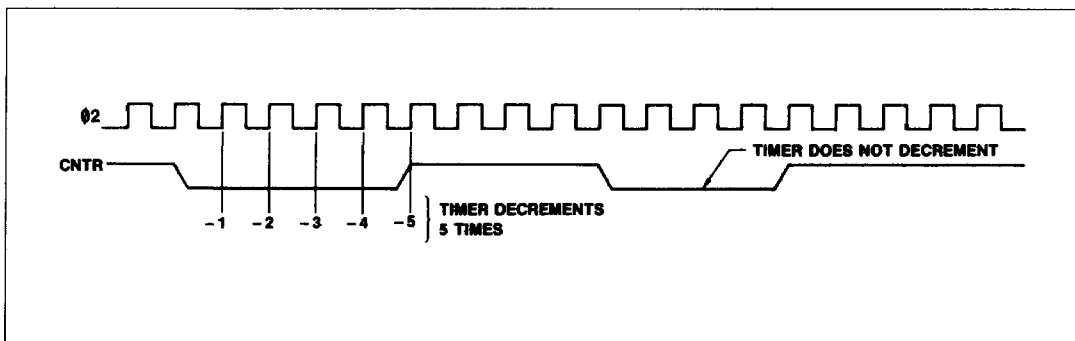 φ2
CNTR
TIMER DOES NOT DECREMENT
-1 -2 -3 -4 -5
TIMER DECREMENTS
5 TIMES